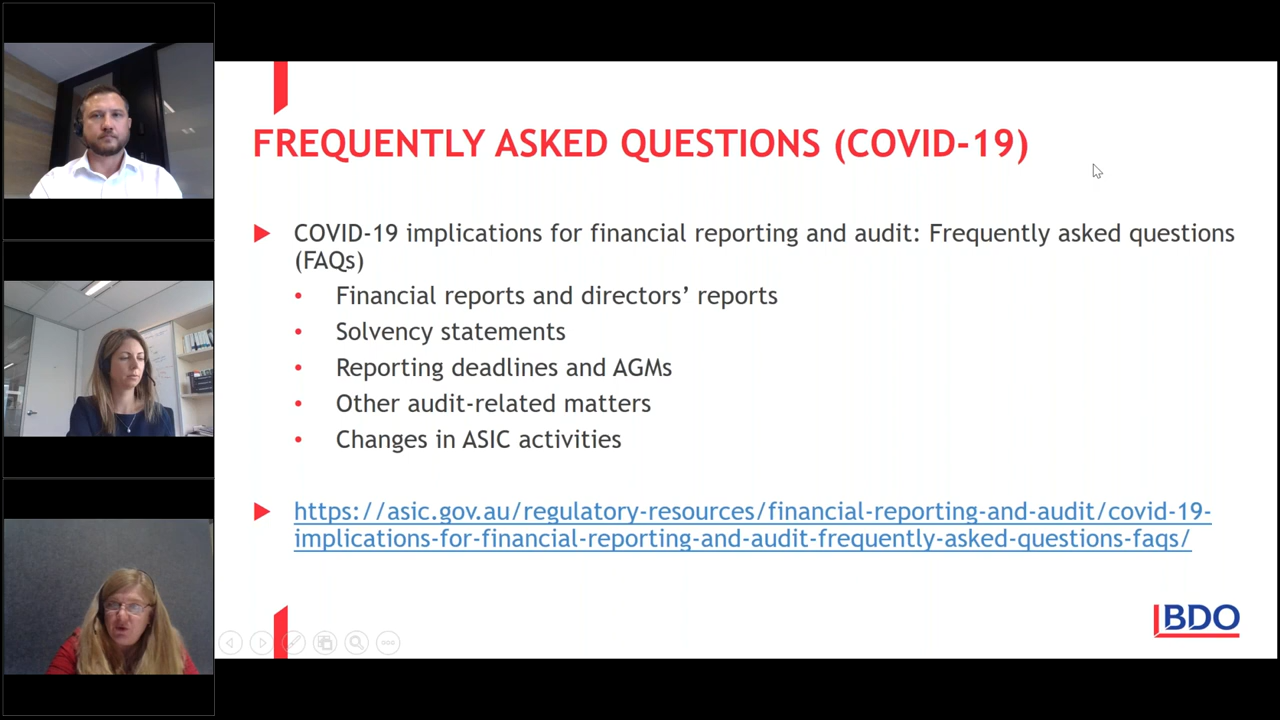 FREQUENTLY ASKED QUESTIONS (COVID-19)
COVID-19 implications for financial reporting and audit: Frequently asked questions
(FAQs)
• Financial reports and directors’ reports
• Solvency statements
• Reporting deadlines and AGMs
• Other audit-related matters
• Changes in ASIC activities
https://asic.gov.au/regulatory-resources/financial-reporting-and-audit/covid-19-
implications-for-financial-reporting-and-audit-frequently-asked-questions-faqs/
BDO